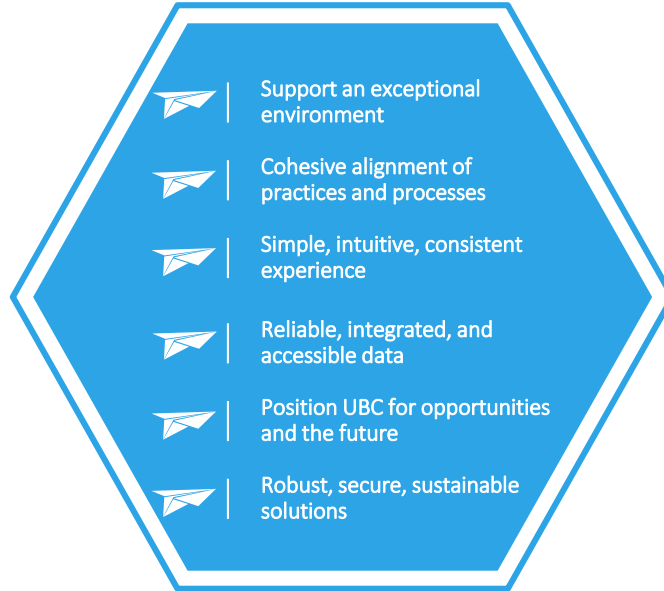 Support an exceptional
environment
Cohesive alignment of
practices and processes
Simple, intuitive, consistent
experience
Reliable, integrated, and
accessible data
Position UBC for opportunities
and the future
Robust, secure, sustainable
solutions